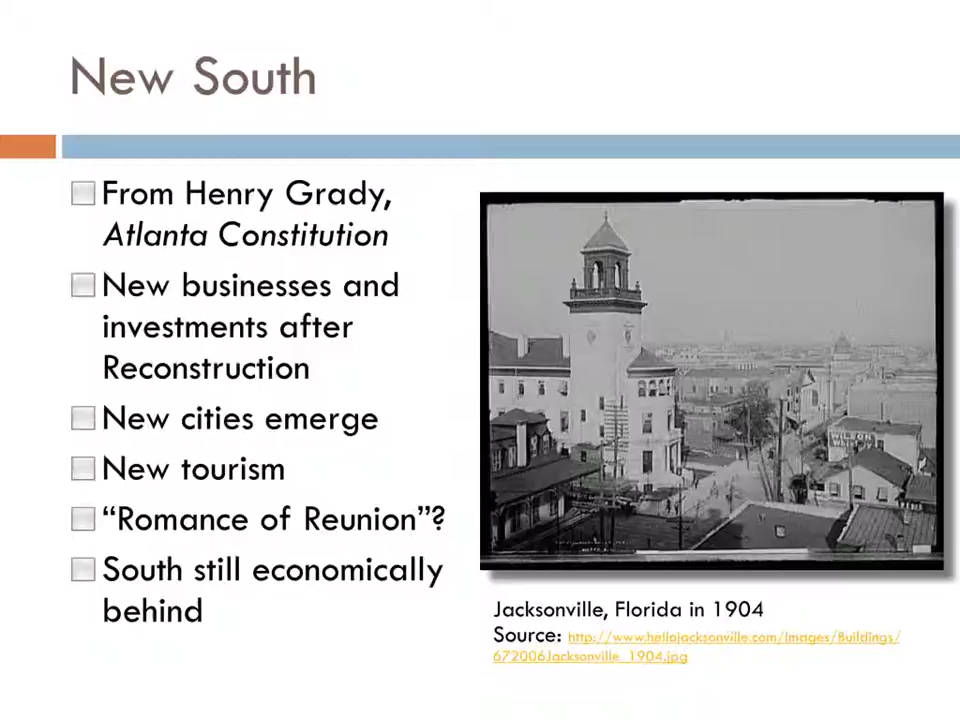 New South
From Henry Grady,
Atlanta Constitution
New businesses and
investments after
Reconstruction
New cities emerge
New tourism
“Romance of Reunion”?
South still economically
behind
WILSON
Jacksonville, Florida in 1904
Source: http://www.hellojacksonville.com/Images/Buildings/
672006Jacksonville_1904.jpg